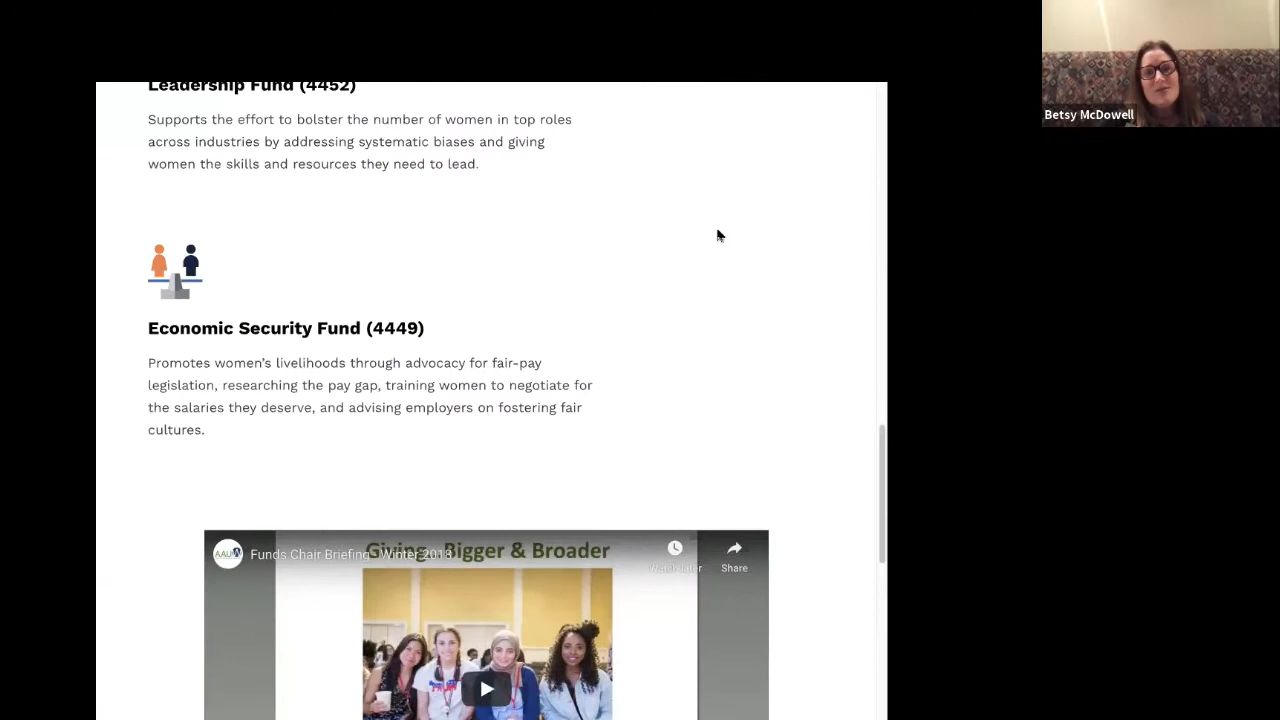 Leadership Fund (4452)
Supports the effort to bolster the number of women in top roles
across industries by addressing systematic biases and giving
women the skills and resources they need to lead.
Economic Security Fund (4449)
Promotes women's livelihoods through advocacy for fair-pay
legislation, researching the pay gap, training women to negotiate for
the salaries they deserve, and advising employers on fostering fair
cultures.
Giving - Bigger & Broader
AAUW
Funds Chair Briefing - Winter 2018
Watch later
Share
Betsy McDowell